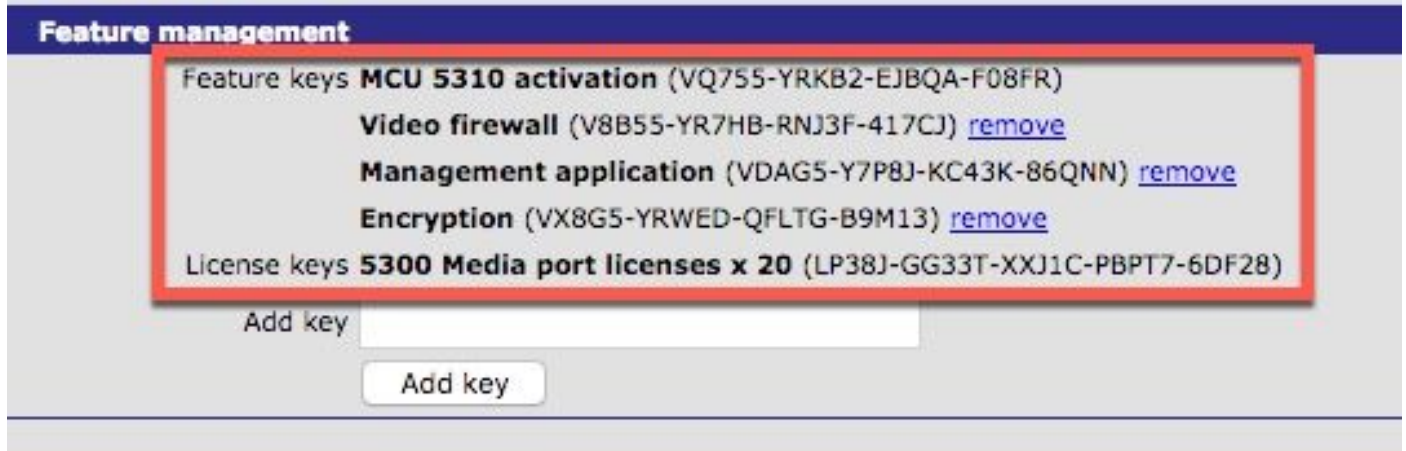 Feature management
Feature keys MCU 5310 activation (VQ755-YRKB2-EJBQA-F08FR)
Video firewall (V8B55-YR7HB-RNJ3F-417CJ) remove
Management application (VDAG5-Y7P8J-KC43K-86QNN) remove
Encryption (VX8G5-YRWED-QFLTG-B9M13) remove
License keys 5300 Media port licenses x 20 (LP38J-GG33T-XXJ1C-PBPT7-6DF28)
Add key
Add key